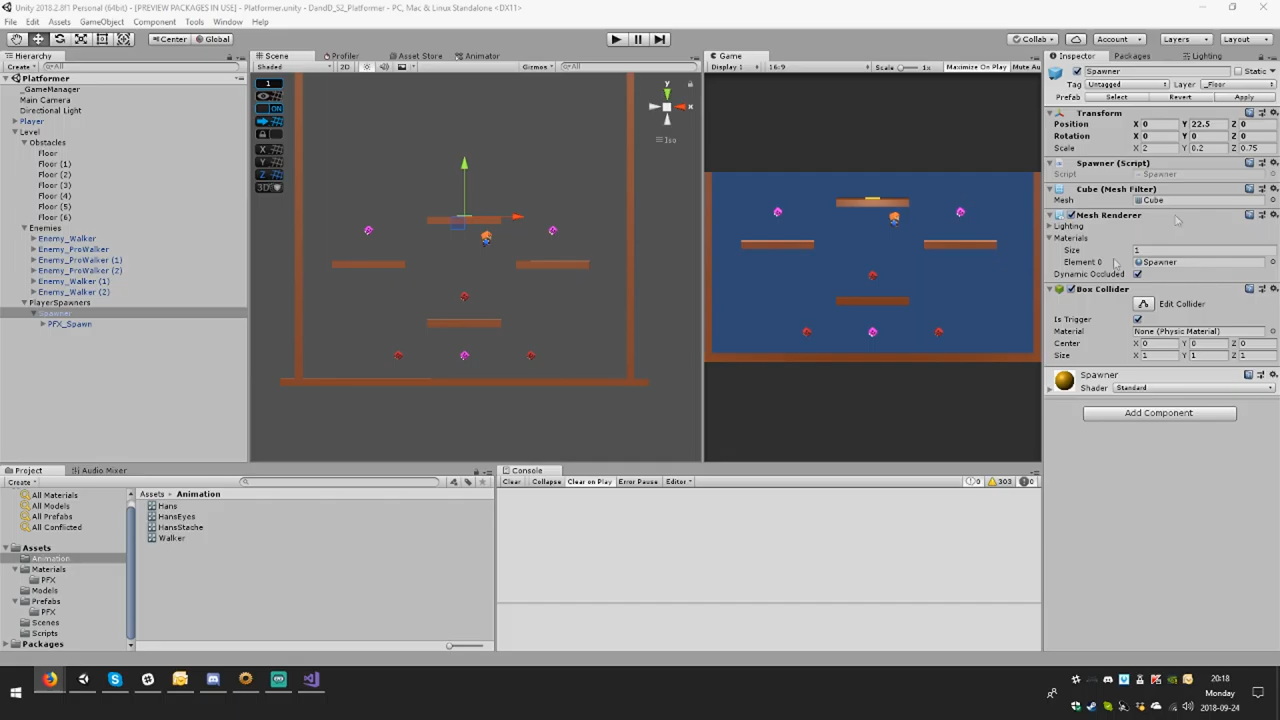 Unity 2018.2.8f1 Personal (64bit) - Platformer.unity - DandD_S2_Platformer - PC, Mac & Linux Standalone <DX11> [PREVIEW PACKAGES IN USE]
File Edit Assets GameObject Component Tools Window Help
Center Global
Collab Account Layers Layout
Hierarchy
Create All
Platformer
_GameManager
Main Camera
Directional Light
Player
Level
Obstacles
Floor
Floor (1)
Floor (2)
Floor (3)
Floor (4)
Floor (5)
Floor (6)
Enemies
Enemy_Walker
Enemy_ProWalker
Enemy_ProWalker (1)
Enemy_ProWalker (2)
Enemy_Walker (1)
Enemy_Walker (2)
PlayerSpawners
Spawner
PFX_Spawn
Scene Profiler Asset Store Animator
Shaded 2D Gizmos All
1
ON
X
Y
Z
3D
y
x
Iso
Game
Display 1 16:9 Scale 1x Maximize On Play Mute Au
Inspector Packages Lighting
Spawner Static
Tag Untagged Layer _Floor
Prefab Select Revert Apply
Transform
Position X 0 Y 22.5 Z 0
Rotation X 0 Y 0 Z 0
Scale X 2 Y 0.2 Z 0.75
Spawner (Script)
Script Spawner
Cube (Mesh Filter)
Mesh Cube
Mesh Renderer
Lighting
Materials
Size 1
Element 0 Spawner
Dynamic Occluded
Box Collider
Edit Collider
Is Trigger
Material None (Physic Material)
Center X 0 Y 0 Z 0
Size X 1 Y 1 Z 1
Spawner
Shader Standard
Add Component
Project Audio Mixer
Create
All Materials
All Models
All Prefabs
All Conflicted
Assets
Animation
Materials
PFX
Models
Prefabs
PFX
Scenes
Scripts
Packages
Assets Animation
Hans
HansEyes
HansStache
Walker
Console
Clear Collapse Clear on Play Error Pause Editor 0 303 0
20:18
Monday
2018-09-24